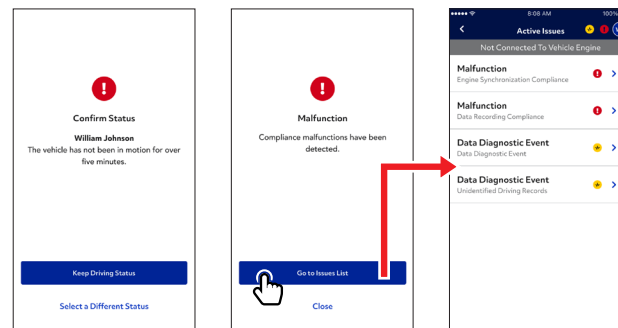 Confirm Status
William Johnson
The vehicle has not been in motion for over
five minutes.
Keep Driving Status
Select a Different Status
Malfunction
Compliance malfunctions have been
detected.
Go to Issues List
Close
8:08 AM
100%
Active Issues
Not Connected To Vehicle Engine
Malfunction
Engine Synchronization Compliance
Malfunction
Data Recording Compliance
Data Diagnostic Event
Data Diagnostic Event
Data Diagnostic Event
Unidentified Driving Records